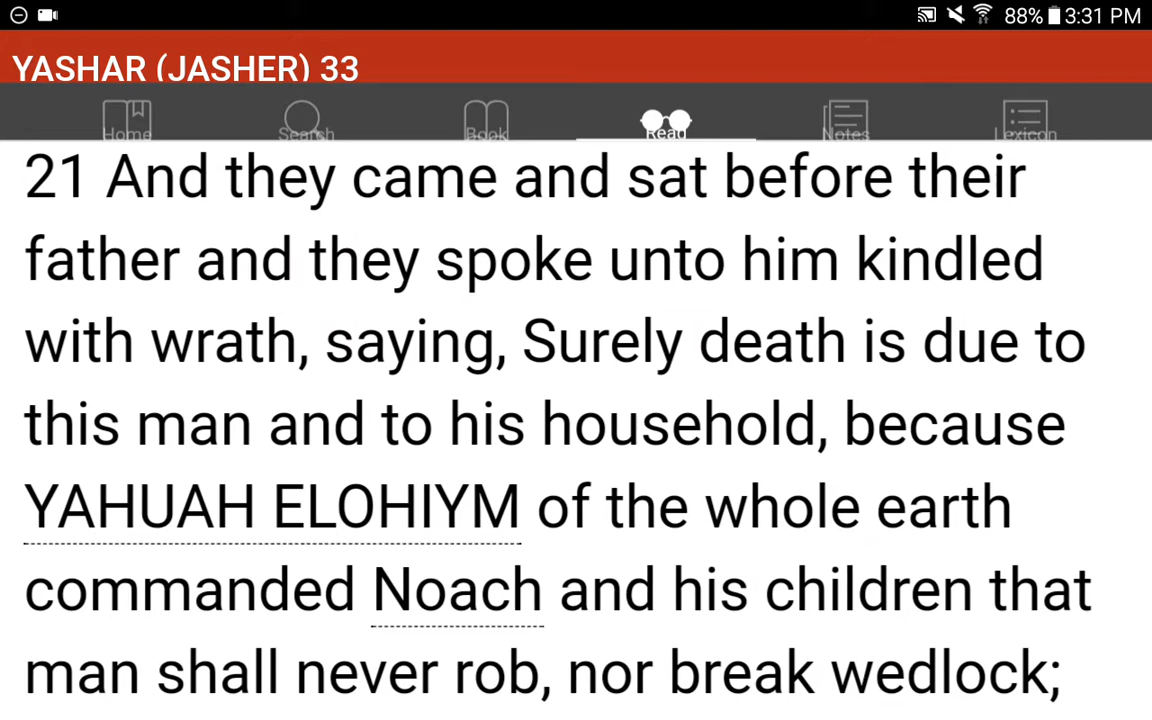 88% 3:31 PM
YASHAR (JASHER) 33
Home Search Book Read Notes Lexicon
21 And they came and sat before their
father and they spoke unto him kindled
with wrath, saying, Surely death is due to
this man and to his household, because
YAHUAH ELOHIYM of the whole earth
commanded Noach and his children that
man shall never rob, nor break wedlock;